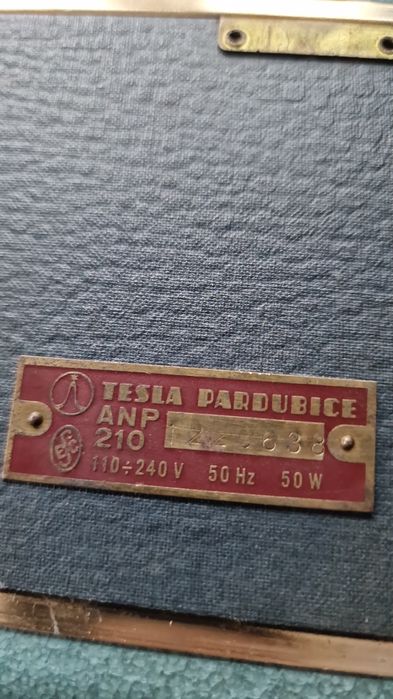 TESLA PARDUBICE
ANP
210
110÷240 V 50 Hz 50 W